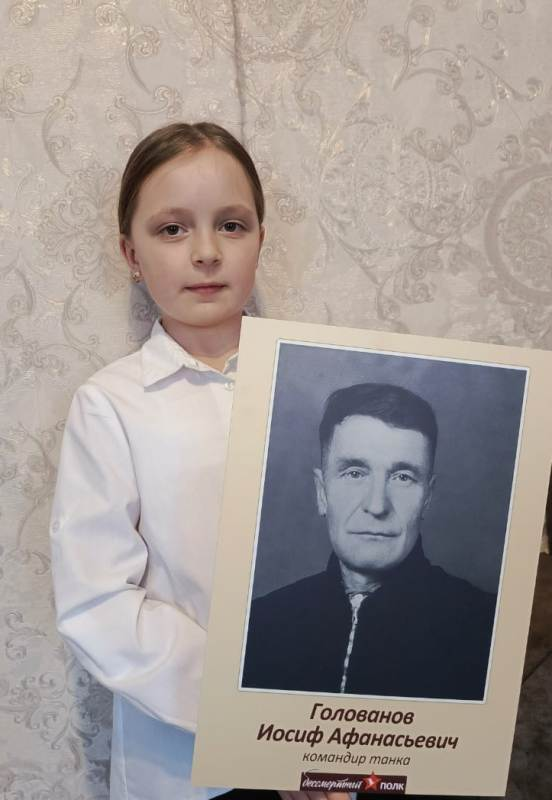 Голованов
Иосиф Афанасьевич
командир танка
бессмертный полк